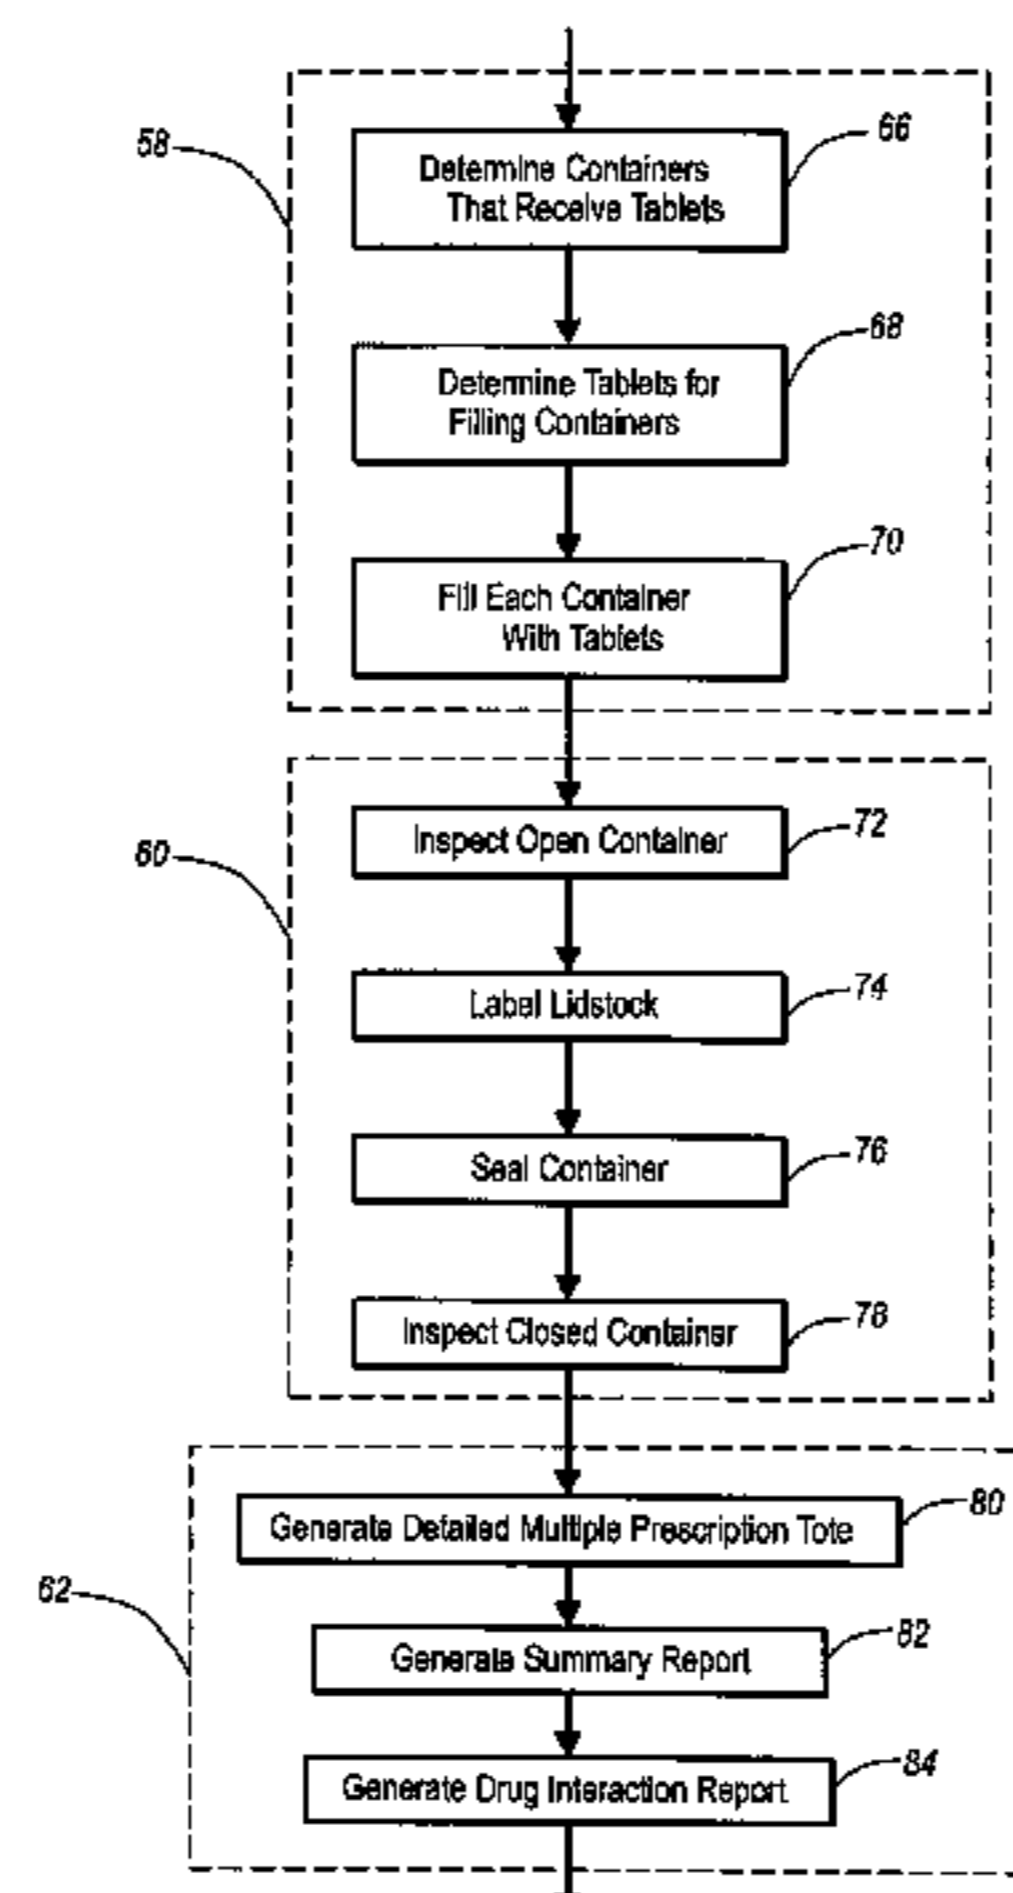 58
66
Determine Containers
That Receive Tablets
68
Determine Tablets for
Filling Containers
70
Fill Each Container
With Tablets
60
72
Inspect Open Container
74
Label Lidstock
76
Seal Container
78
Inspect Closed Container
62
80
Generate Detailed Multiple Prescription Tote
82
Generate Summary Report
84
Generate Drug Interaction Report